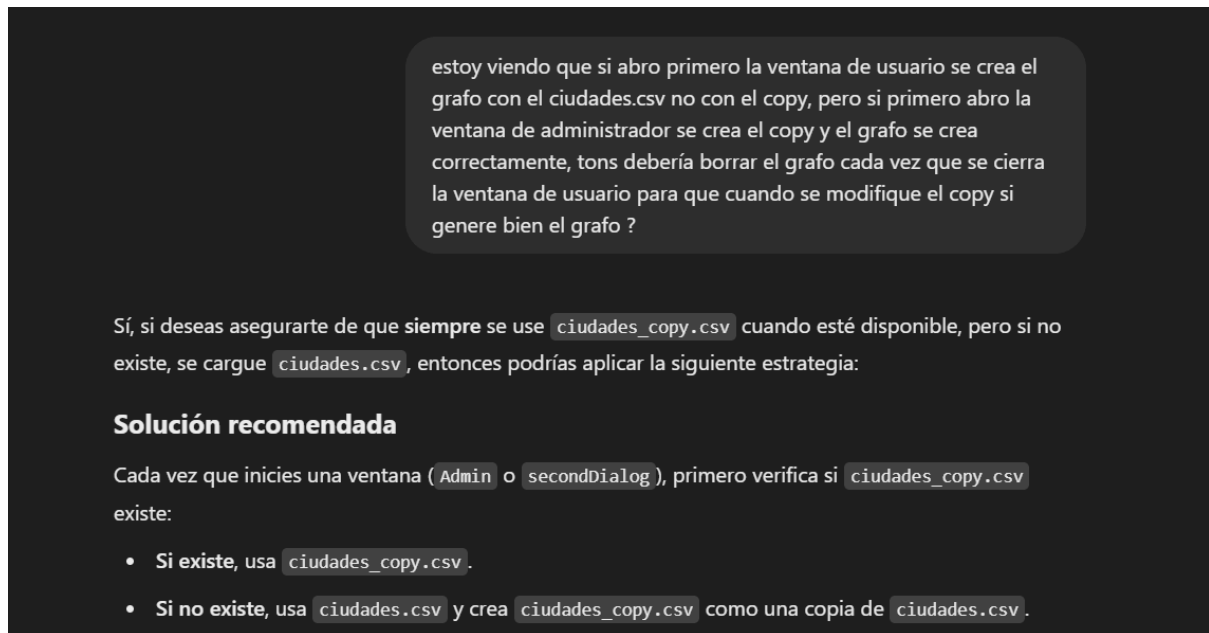 estoy viendo que si abro primero la ventana de usuario se crea el
grafo con el ciudades.csv no con el copy, pero si primero abro la
ventana de administrador se crea el copy y el grafo se crea
correctamente, tons debería borrar el grafo cada vez que se cierra
la ventana de usuario para que cuando se modifique el copy si
genere bien el grafo ?
Sí, si deseas asegurarte de que siempre se use ciudades_copy.csv cuando esté disponible, pero si no
existe, se cargue ciudades.csv, entonces podrías aplicar la siguiente estrategia:
Solución recomendada
Cada vez que inicies una ventana (Admin o secondDialog), primero verifica si ciudades_copy.csv
existe:
• Si existe, usa ciudades_copy.csv.
• Si no existe, usa ciudades.csv y crea ciudades_copy.csv como una copia de ciudades.csv.